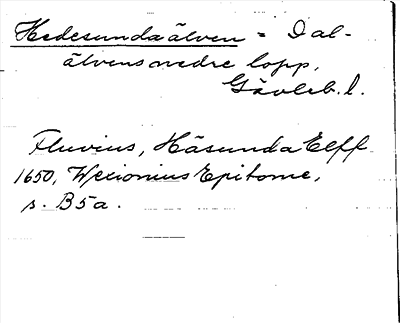 Hedesundaälven = Dal-
älvens nedre lopp,
Gävleb. l.
Fluvius, Häsunda Elff
1650, Wexionius Epitome,
s. B5a.